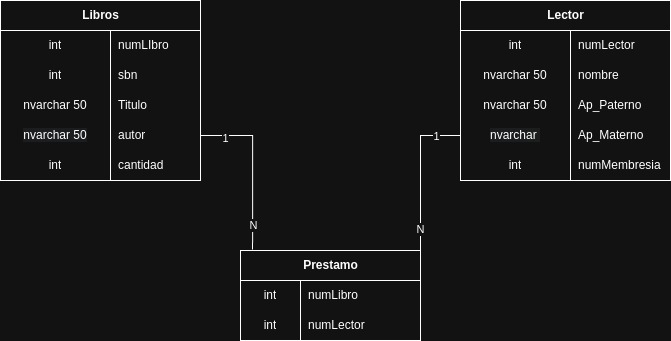 Libros
int numLIbro
int sbn
nvarchar 50 Titulo
nvarchar 50 autor
int cantidad
Lector
int numLector
nvarchar 50 nombre
nvarchar 50 Ap_Paterno
nvarchar Ap_Materno
int numMembresia
1
1
N
N
Prestamo
int numLibro
int numLector